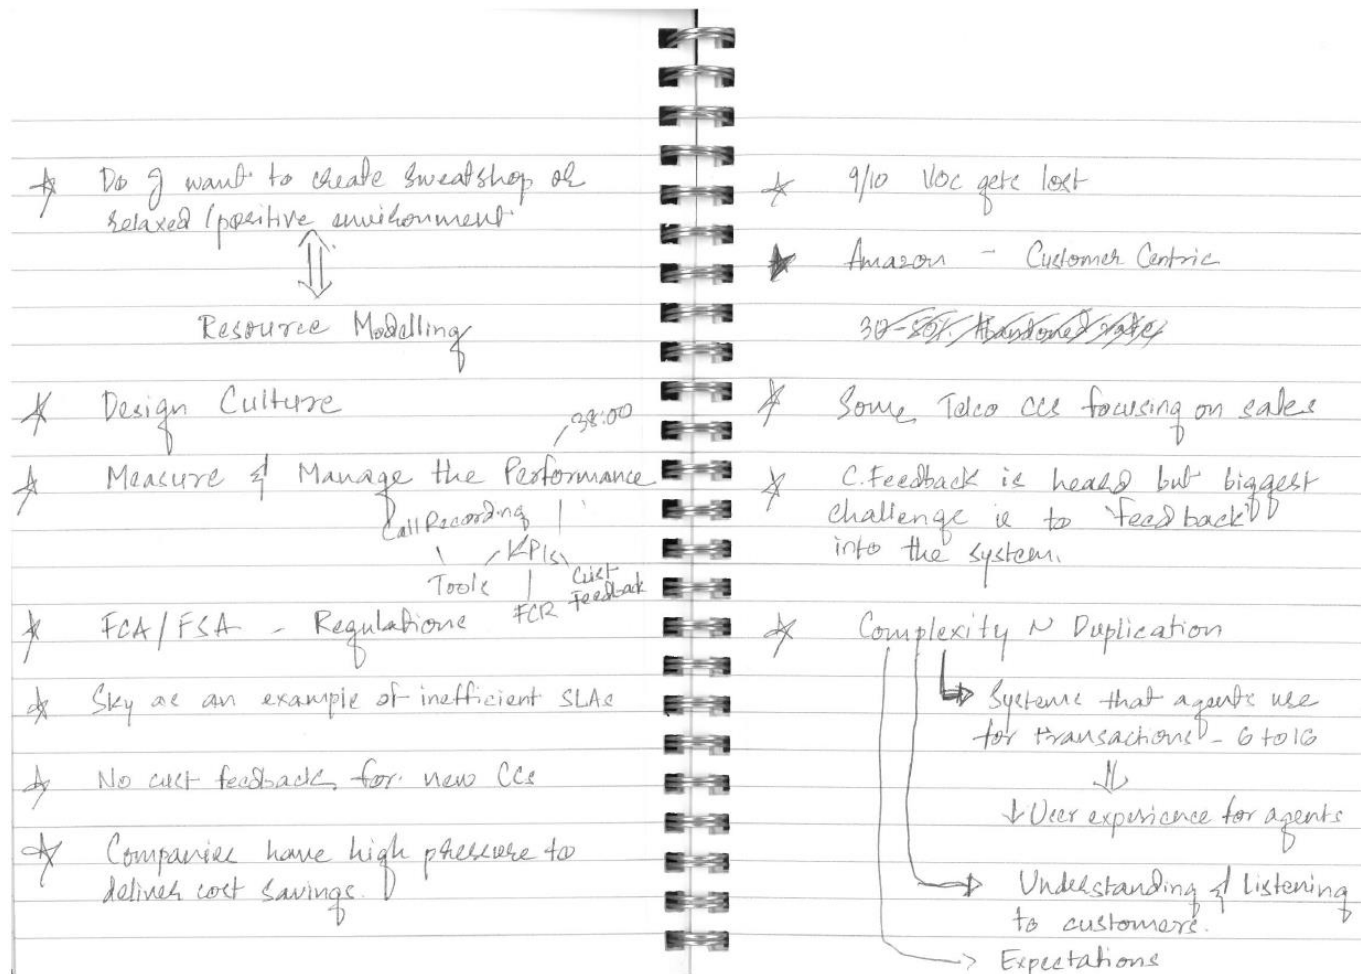 Do I want to create sweatshop or
relaxed/positive environment
Resource Modelling
Design Culture
38:00
Measure & Manage the Performance
Call Recording
KPIs
Tools
Cust
Feedback
FCR
FCA/FSA - Regulations
Sky as an example of inefficient SLAs
No cust feedback for new CCs
Companies have high pressure to
deliver cost savings.
9/10 VOC gets lost
Amazon - Customer Centric
Abandoned rate
Some Telco CCs focusing on sales
C.Feedback is heard but biggest
challenge is to 'feedback'
into the system.
Complexity N Duplication
Systems that agents use
for transactions - 6 to 16
↓ User experience for agents
Understanding & Listening
to customers.
Expectations